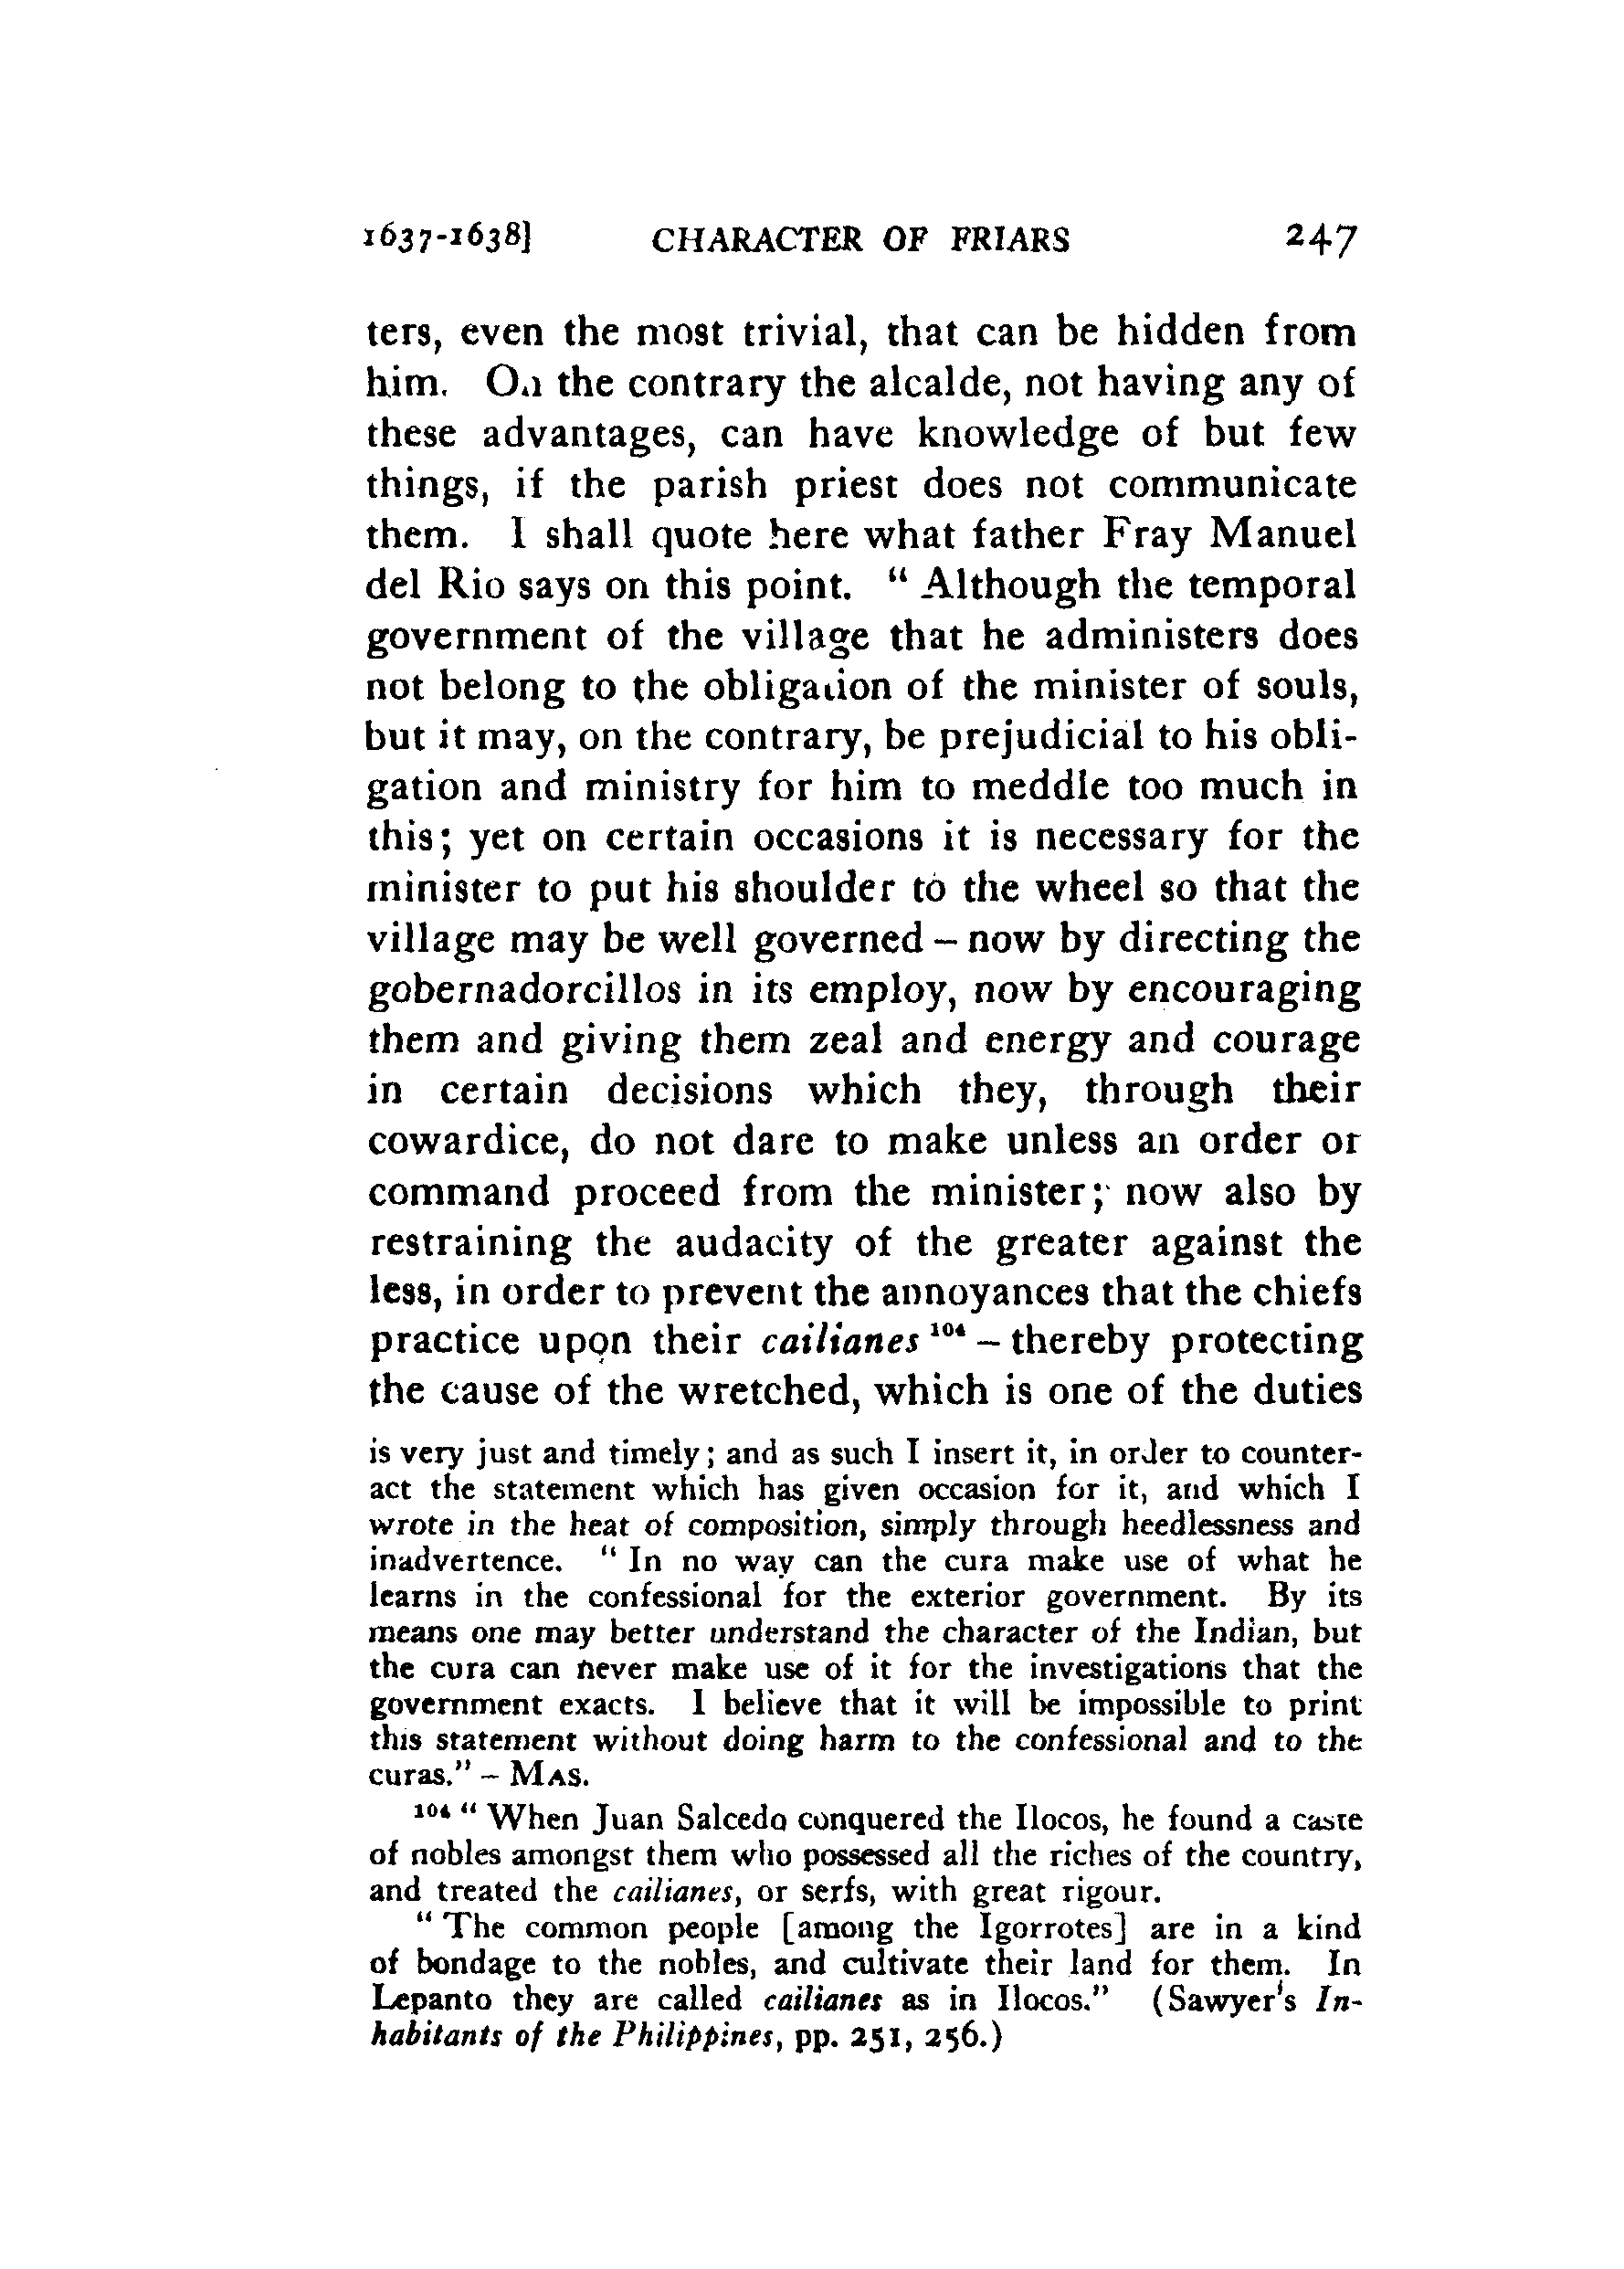 1637-1638] CHARACTER OF FRIARS 247
ters, even the most trivial, that can be hidden from
him. On the contrary the alcalde, not having any of
these advantages, can have knowledge of but few
things, if the parish priest does not communicate
them. I shall quote here what father Fray Manuel
del Rio says on this point. “ Although the temporal
government of the village that he administers does
not belong to the obligation of the minister of souls,
but it may, on the contrary, be prejudicial to his obli-
gation and ministry for him to meddle too much in
this; yet on certain occasions it is necessary for the
minister to put his shoulder to the wheel so that the
village may be well governed – now by directing the
gobernadorcillos in its employ, now by encouraging
them and giving them zeal and energy and courage
in certain decisions which they, through their
cowardice, do not dare to make unless an order or
command proceed from the minister; now also by
restraining the audacity of the greater against the
less, in order to prevent the annoyances that the chiefs
practice upon their cailianes ¹⁰⁴ – thereby protecting
the cause of the wretched, which is one of the duties
is very just and timely; and as such I insert it, in order to counter-
act the statement which has given occasion for it, and which I
wrote in the heat of composition, simply through heedlessness and
inadvertence. “ In no way can the cura make use of what he
learns in the confessional for the exterior government. By its
means one may better understand the character of the Indian, but
the cura can never make use of it for the investigations that the
government exacts. I believe that it will be impossible to print
this statement without doing harm to the confessional and to the
curas.” – MAS.
¹⁰⁴ “ When Juan Salcedo conquered the Ilocos, he found a caste
of nobles amongst them who possessed all the riches of the country,
and treated the cailianes, or serfs, with great rigour.
“ The common people [among the Igorrotes] are in a kind
of bondage to the nobles, and cultivate their land for them. In
Lepanto they are called cailianes as in Ilocos.” (Sawyer's In-
habitants of the Philippines, pp. 251, 256.)